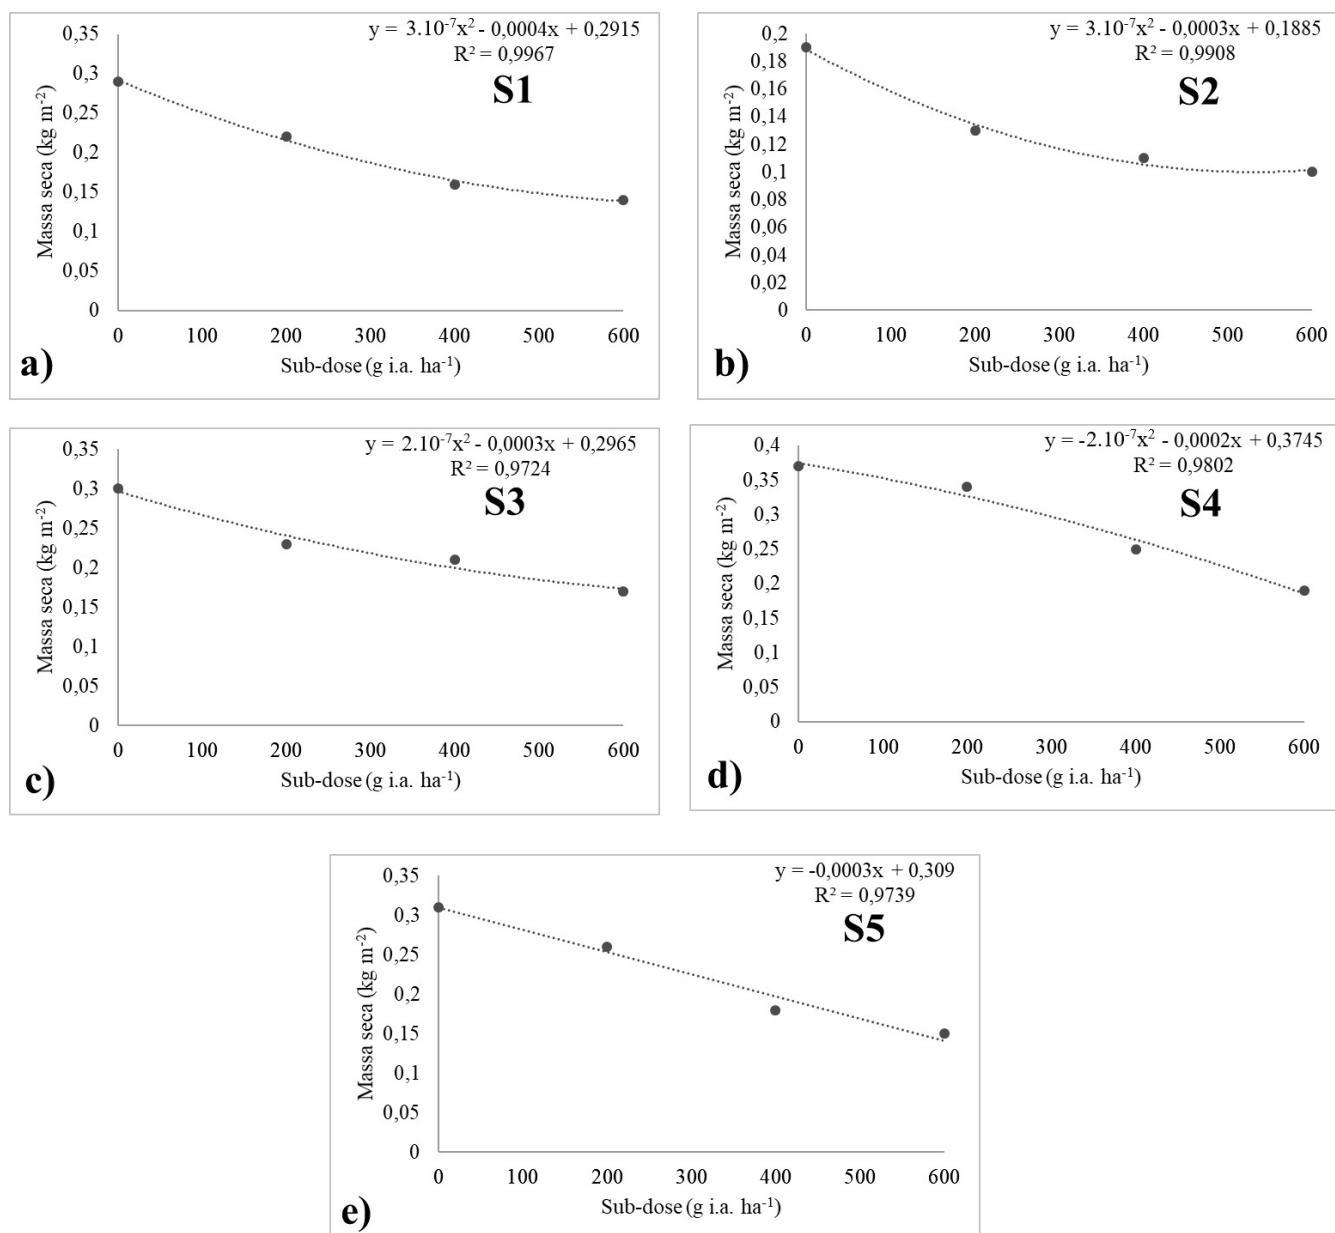 y = 3.10⁻⁷x² - 0,0004x + 0,2915
R² = 0,9967
S1
0,35
0,3
0,25
0,2
0,15
0,1
0,05
0
Massa seca (kg m⁻²)
0 100 200 300 400 500 600
Sub-dose (g i.a. ha⁻¹)
a)
y = 3.10⁻⁷x² - 0,0003x + 0,1885
R² = 0,9908
S2
0,2
0,18
0,16
0,14
0,12
0,1
0,08
0,06
0,04
0,02
0
Massa seca (kg m⁻²)
0 100 200 300 400 500 600
Sub-dose (g i.a. ha⁻¹)
b)
y = 2.10⁻⁷x² - 0,0003x + 0,2965
R² = 0,9724
S3
0,35
0,3
0,25
0,2
0,15
0,1
0,05
0
Massa seca (kg m⁻²)
0 100 200 300 400 500 600
Sub-dose (g i.a. ha⁻¹)
c)
y = -2.10⁻⁷x² - 0,0002x + 0,3745
R² = 0,9802
S4
0,4
0,35
0,3
0,25
0,2
0,15
0,1
0,05
0
Massa seca (kg m⁻²)
0 100 200 300 400 500 600
Sub-dose (g i.a. ha⁻¹)
d)
y = -0,0003x + 0,309
R² = 0,9739
S5
0,35
0,3
0,25
0,2
0,15
0,1
0,05
0
Massa seca (kg m⁻²)
0 100 200 300 400 500 600
Sub-dose (g i.a. ha⁻¹)
e)